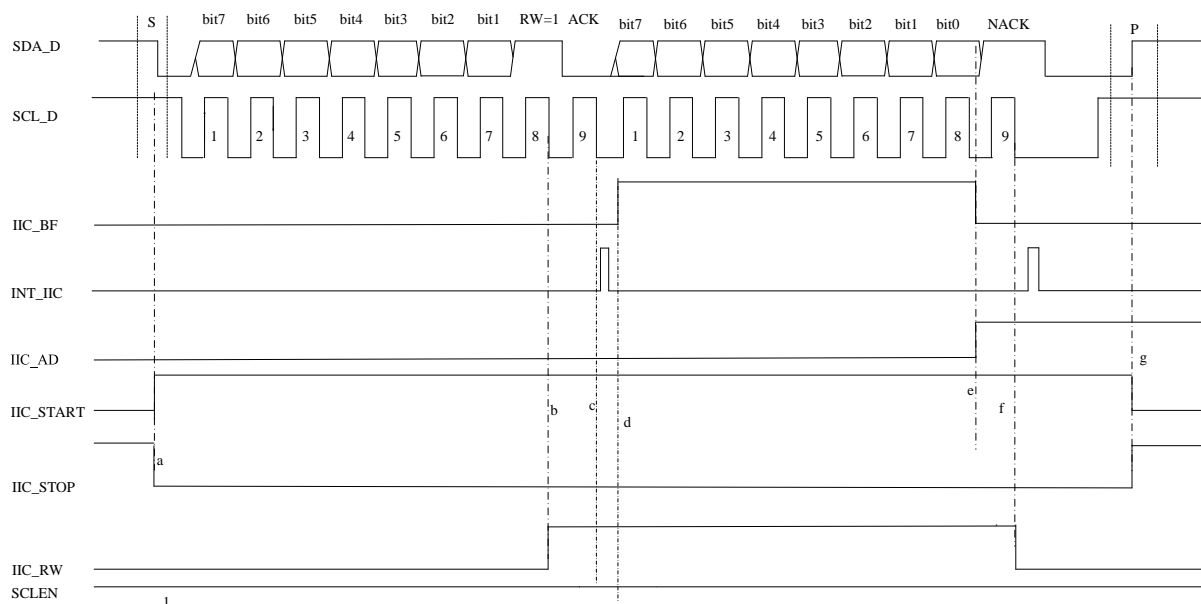 S bit7 bit6 bit5 bit4 bit3 bit2 bit1 RW=1 ACK bit7 bit6 bit5 bit4 bit3 bit2 bit1 bit0 NACK P
SDA_D
SCL_D
1 2 3 4 5 6 7 8 9 1 2 3 4 5 6 7 8 9
IIC_BF
INT_IIC
IIC_AD
g
e
IIC_START
b c d f
a
IIC_STOP
IIC_RW
SCLEN
1